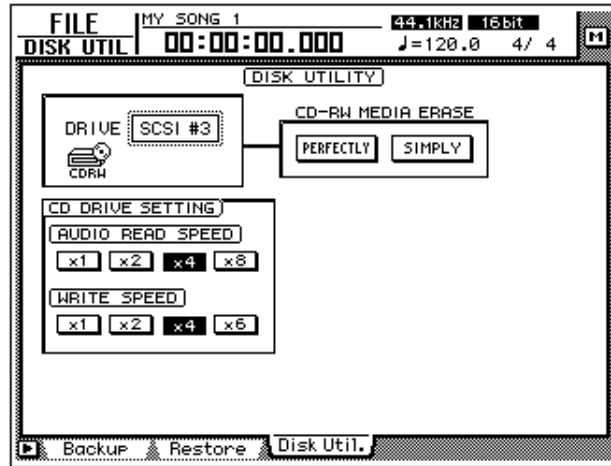 FILE
DISK UTIL
MY SONG 1
00:00:00.000
44.1kHz 16bit
♩=120.0 4/ 4
M
DISK UTILITY
DRIVE SCSI #3
CDRW
CD-RW MEDIA ERASE
PERFECTLY SIMPLY
CD DRIVE SETTING
AUDIO READ SPEED
x1 x2 x4 x8
WRITE SPEED
x1 x2 x4 x6
Backup Restore Disk Util.